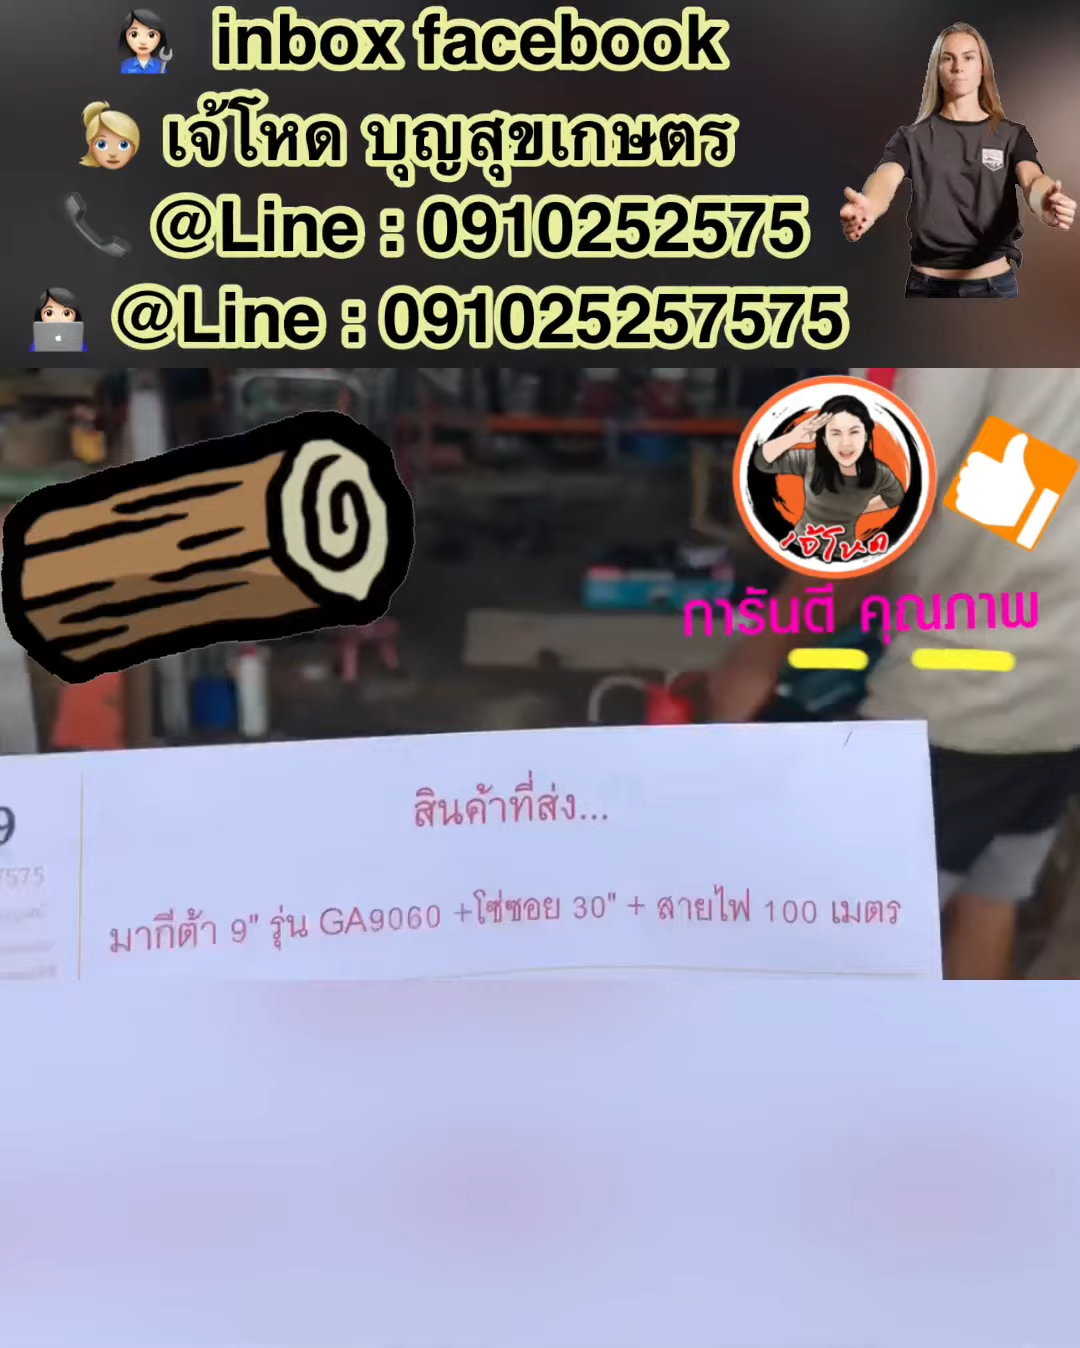 inbox facebook
เจ้โหด บุญสุขเกษตร
@Line : 0910252575
@Line : 091025257575
เจ้โหด
การันตี คุณภาพ
สินค้าที่ส่ง...
9
7575
มากีต้า 9" รุ่น GA9060 +โซ่ซอย 30" + สายไฟ 100 เมตร